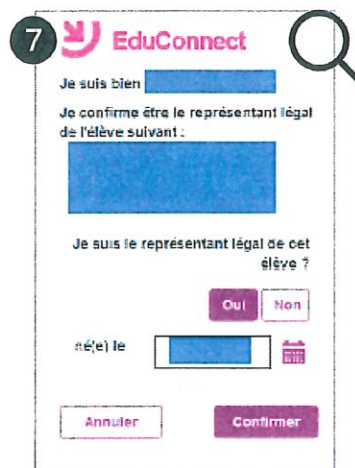 7
EduConnect
Je suis bien
Je confirme être le représentant légal
de l'élève suivant :
Je suis le représentant légal de cet
élève ?
Oui Non
né(e) le
Annuler Confirmer